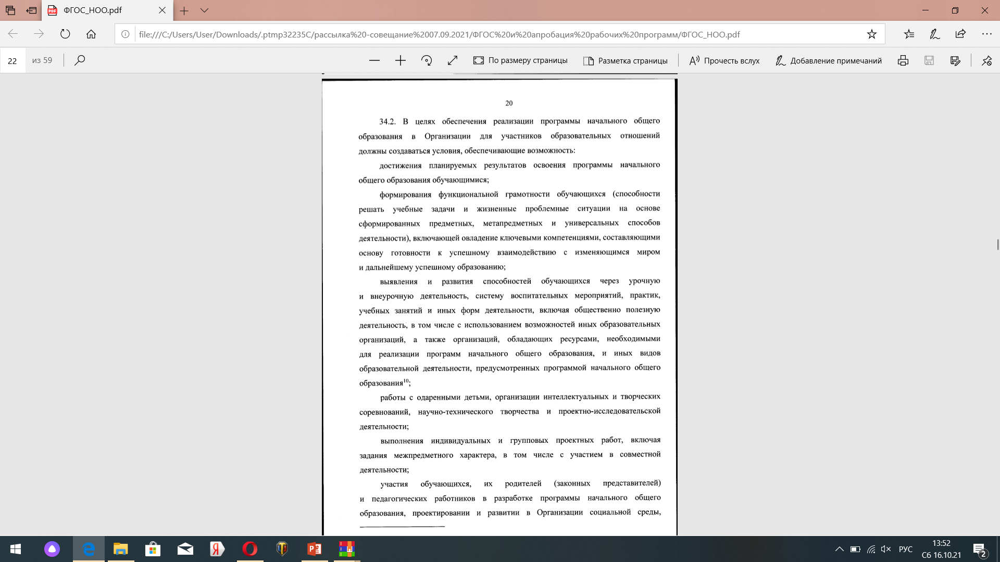 ФГОС_НОО.pdf
file:///C:/Users/User/Downloads/.ptmp32235C/рассылка%20-совещание%2007.09.2021/ФГОС%20и%20апробация%20рабочих%20программ/ФГОС_НОО.pdf
22 из 59 По размеру страницы Разметка страницы Прочесть вслух Добавление примечаний
20
34.2. В целях обеспечения реализации программы начального общего
образования в Организации для участников образовательных отношений
должны создаваться условия, обеспечивающие возможность:
достижения планируемых результатов освоения программы начального
общего образования обучающимися;
формирования функциональной грамотности обучающихся (способности
решать учебные задачи и жизненные проблемные ситуации на основе
сформированных предметных, метапредметных и универсальных способов
деятельности), включающей овладение ключевыми компетенциями, составляющими
основу готовности к успешному взаимодействию с изменяющимся миром
и дальнейшему успешному образованию;
выявления и развития способностей обучающихся через урочную
и внеурочную деятельность, систему воспитательных мероприятий, практик,
учебных занятий и иных форм деятельности, включая общественно полезную
деятельность, в том числе с использованием возможностей иных образовательных
организаций, а также организаций, обладающих ресурсами, необходимыми
для реализации программ начального общего образования, и иных видов
образовательной деятельности, предусмотренных программой начального общего
образования¹⁰;
работы с одаренными детьми, организации интеллектуальных и творческих
соревнований, научно-технического творчества и проектно-исследовательской
деятельности;
выполнения индивидуальных и групповых проектных работ, включая
задания межпредметного характера, в том числе с участием в совместной
деятельности;
участия обучающихся, их родителей (законных представителей)
и педагогических работников в разработке программы начального общего
образования, проектировании и развитии в Организации социальной среды,
РУС
13:52
Сб 16.10.21
2